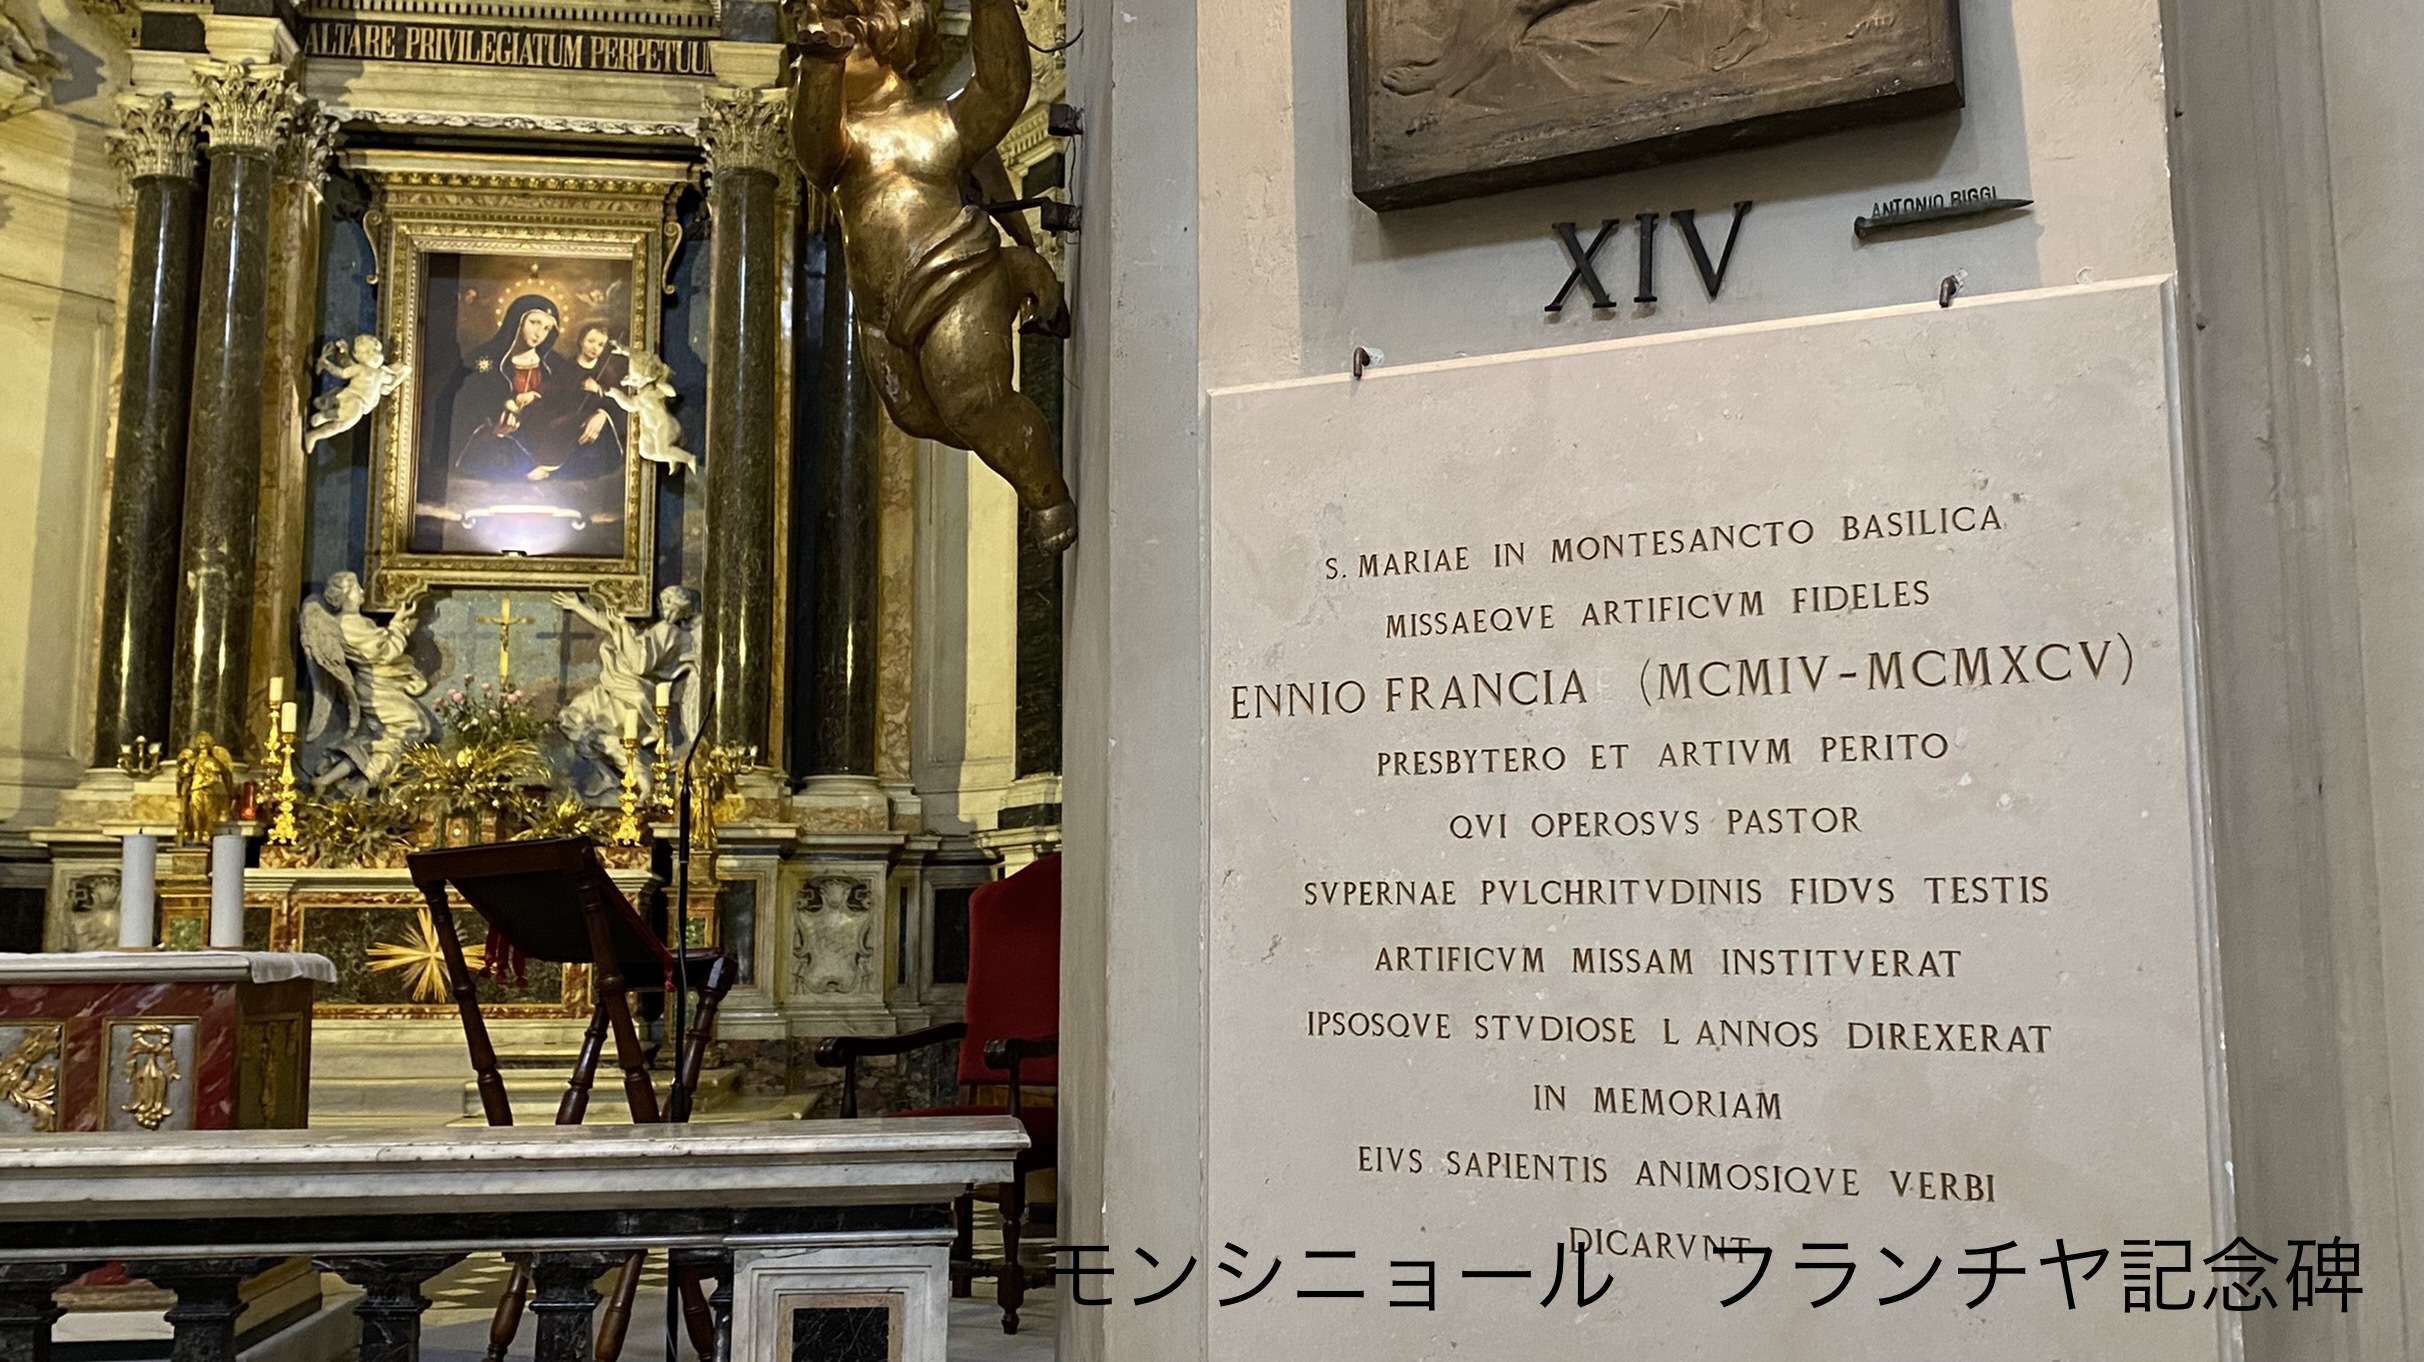 ALTARE PRIVILEGIATUM PERPETUUM
XIV
ANTONIO BIGGI
S. MARIAE IN MONTESANCTO BASILICA
MISSAEQVE ARTIFICVM FIDELES
ENNIO FRANCIA (MCMIV-MCMXCV)
PRESBYTERO ET ARTIVM PERITO
QVI OPEROSVS PASTOR
SVPERNAE PVLCHRITVDINIS FIDVS TESTIS
ARTIFICVM MISSAM INSTITVERAT
IPSOSQVE STVDIOSE L ANNOS DIREXERAT
IN MEMORIAM
EIVS SAPIENTIS ANIMOSIQVE VERBI
DICARVNT
モンシニョール　フランチヤ記念碑